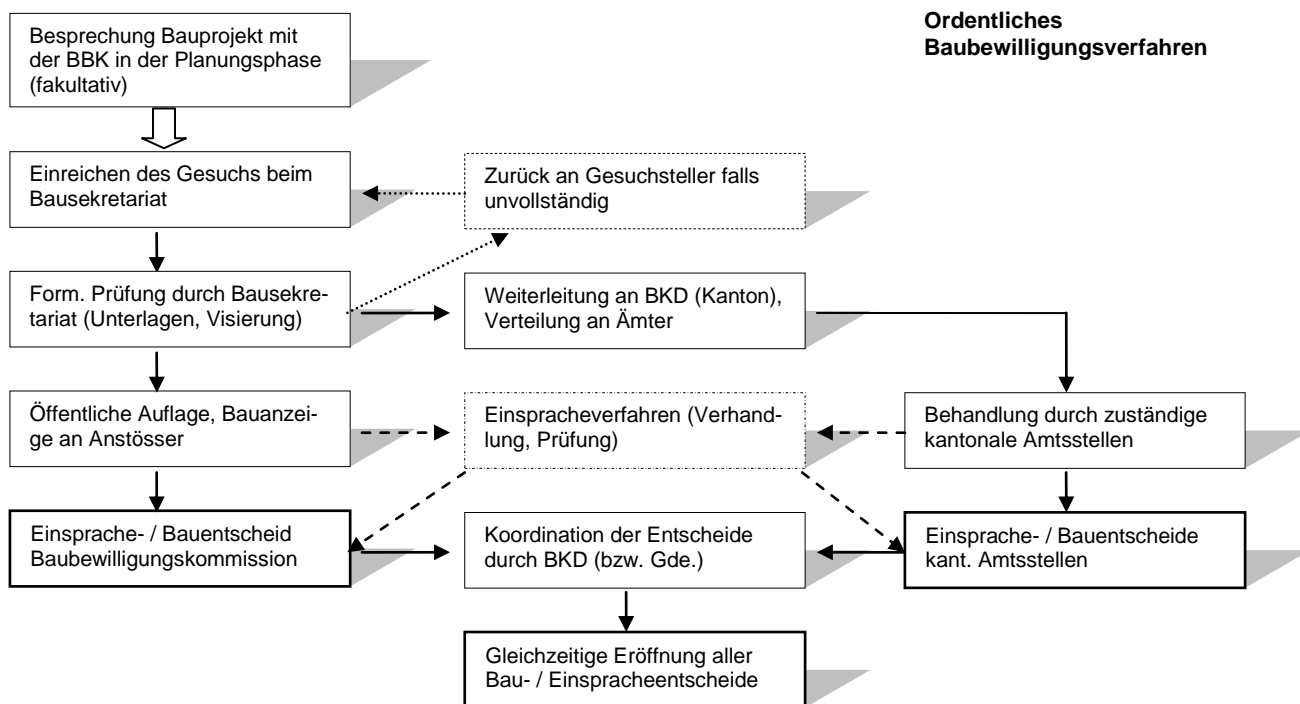 Ordentliches
Baubewilligungsverfahren
Besprechung Bauprojekt mit
der BBK in der Planungsphase
(fakultativ)
Einreichen des Gesuchs beim
Bausekretariat
Zurück an Gesuchsteller falls
unvollständig
Form. Prüfung durch Bausekre-
tariat (Unterlagen, Visierung)
Weiterleitung an BKD (Kanton),
Verteilung an Ämter
Öffentliche Auflage, Bauanzei-
ge an Anstösser
Einspracheverfahren (Verhand-
lung, Prüfung)
Behandlung durch zuständige
kantonale Amtsstellen
Einsprache- / Bauentscheid
Baubewilligungskommission
Koordination der Entscheide
durch BKD (bzw. Gde.)
Einsprache- / Bauentscheide
kant. Amtsstellen
Gleichzeitige Eröffnung aller
Bau- / Einspracheentscheide